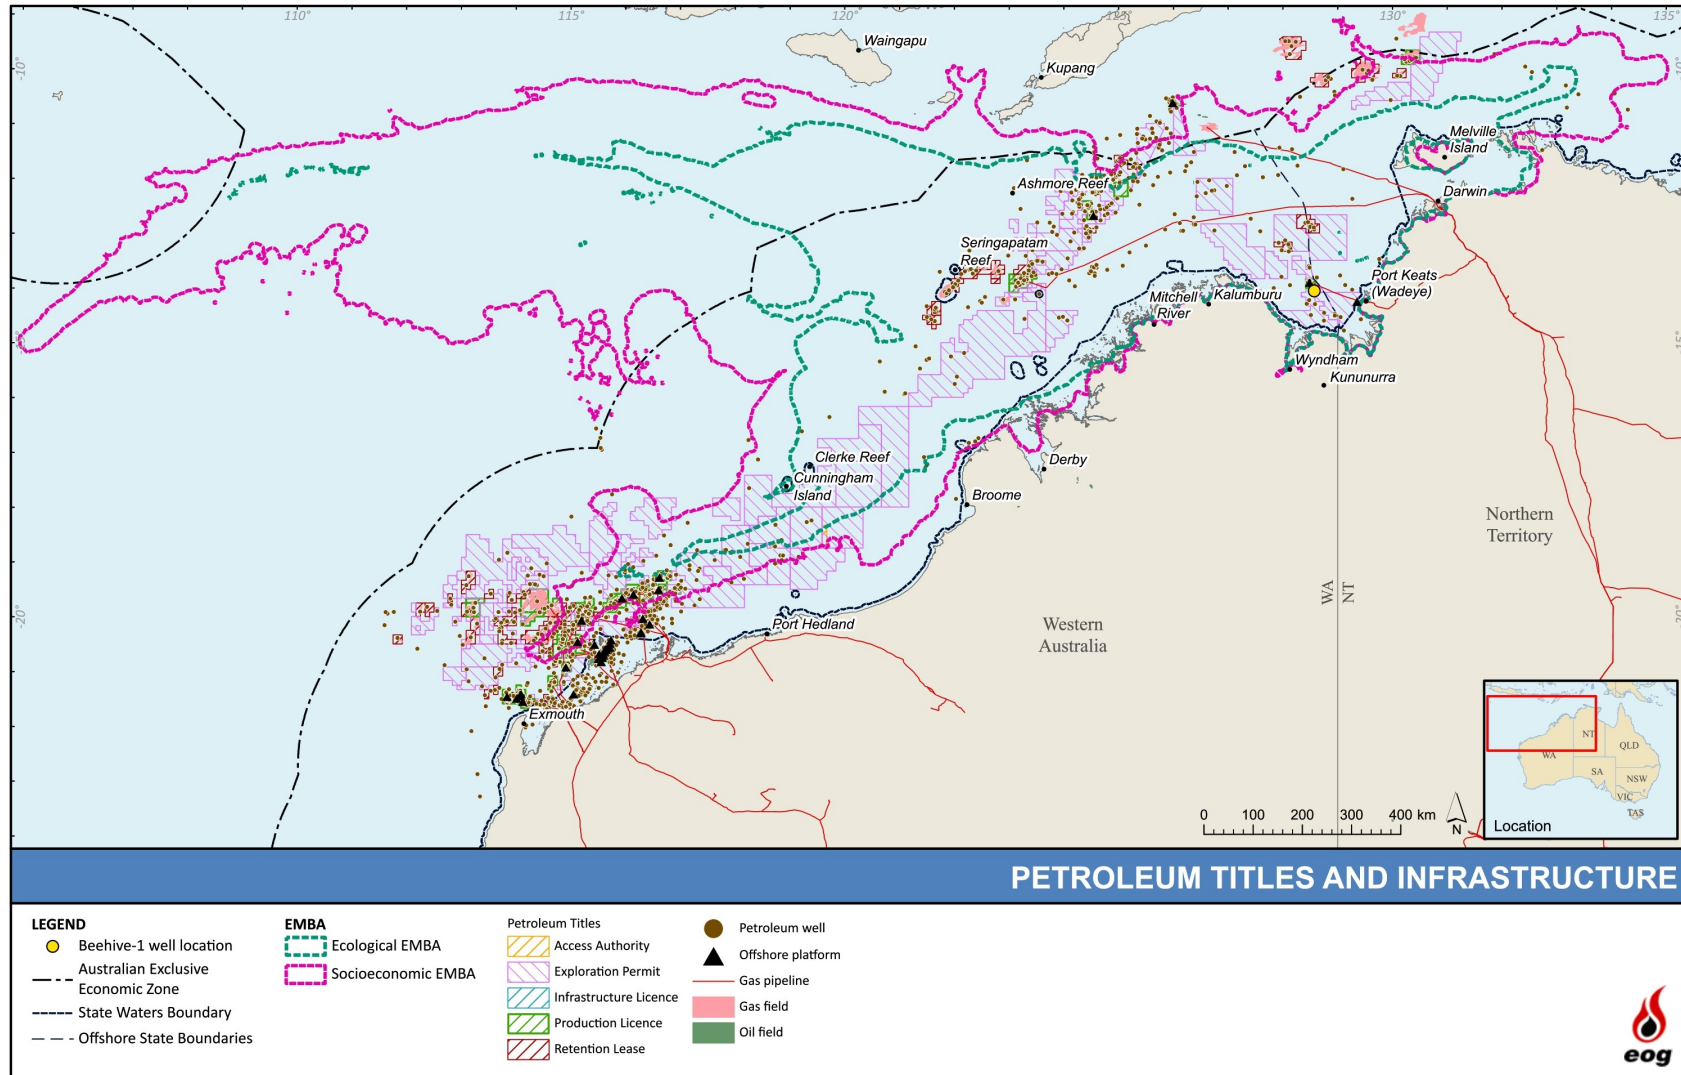 110°
115°
120°
125°
130°
135°
-10°
10°
Waingapu
Kupang
Melville
Island
Ashmore Reef
Darwin
Seringapatam
Reef
Port Keats
(Wadeye)
Mitchell
River
Kalumburu
15°
Wyndham
Kununurra
Clerke Reef
Cunningham
Island
Derby
Broome
Northern
Territory
WA
NT
-20°
20°
Port Hedland
Western
Australia
Exmouth
0 100 200 300 400 km
N
NT
QLD
WA
SA
NSW
VIC
TAS
Location
PETROLEUM TITLES AND INFRASTRUCTURE
LEGEND
Beehive-1 well location
Australian Exclusive
Economic Zone
State Waters Boundary
Offshore State Boundaries
EMBA
Ecological EMBA
Socioeconomic EMBA
Petroleum Titles
Access Authority
Exploration Permit
Infrastructure Licence
Production Licence
Retention Lease
Petroleum well
Offshore platform
Gas pipeline
Gas field
Oil field
eog